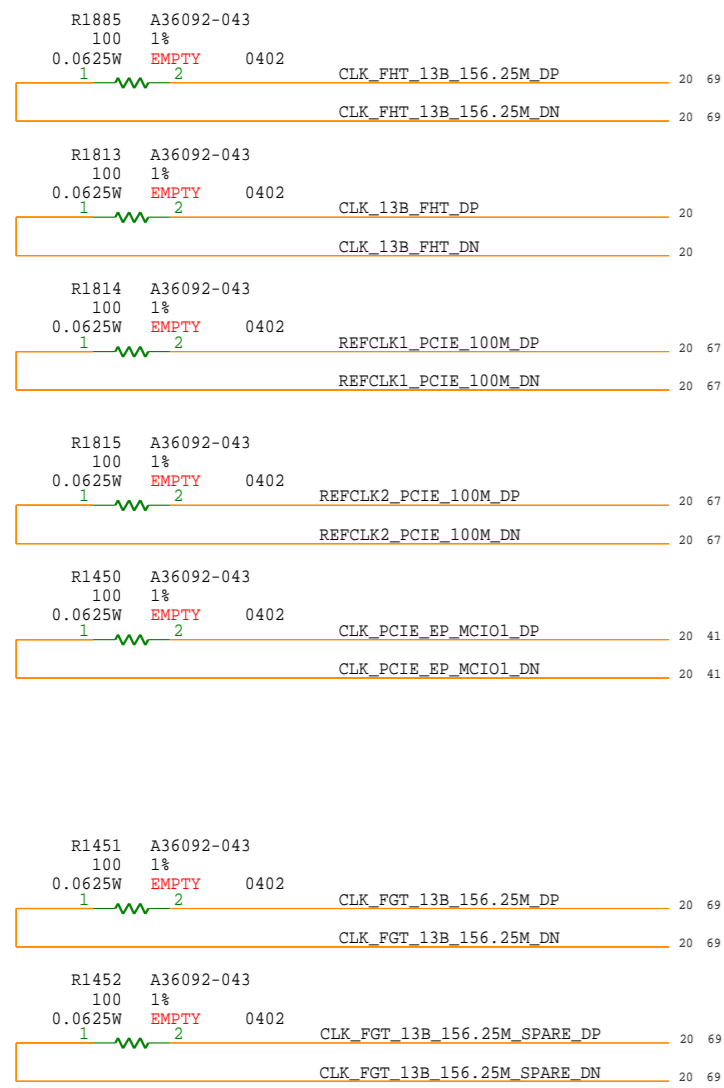 R1885 A36092-043
100 1%
0.0625W EMPTY 0402
1 2 CLK_FHT_13B_156.25M_DP 20 69
CLK_FHT_13B_156.25M_DN 20 69
R1813 A36092-043
100 1%
0.0625W EMPTY 0402
1 2 CLK_13B_FHT_DP 20
CLK_13B_FHT_DN 20
R1814 A36092-043
100 1%
0.0625W EMPTY 0402
1 2 REFCLK1_PCIE_100M_DP 20 67
REFCLK1_PCIE_100M_DN 20 67
R1815 A36092-043
100 1%
0.0625W EMPTY 0402
1 2 REFCLK2_PCIE_100M_DP 20 67
REFCLK2_PCIE_100M_DN 20 67
R1450 A36092-043
100 1%
0.0625W EMPTY 0402
1 2 CLK_PCIE_EP_MCIO1_DP 20 41
CLK_PCIE_EP_MCIO1_DN 20 41
R1451 A36092-043
100 1%
0.0625W EMPTY 0402
1 2 CLK_FGT_13B_156.25M_DP 20 69
CLK_FGT_13B_156.25M_DN 20 69
R1452 A36092-043
100 1%
0.0625W EMPTY 0402
1 2 CLK_FGT_13B_156.25M_SPARE_DP 20 69
CLK_FGT_13B_156.25M_SPARE_DN 20 69